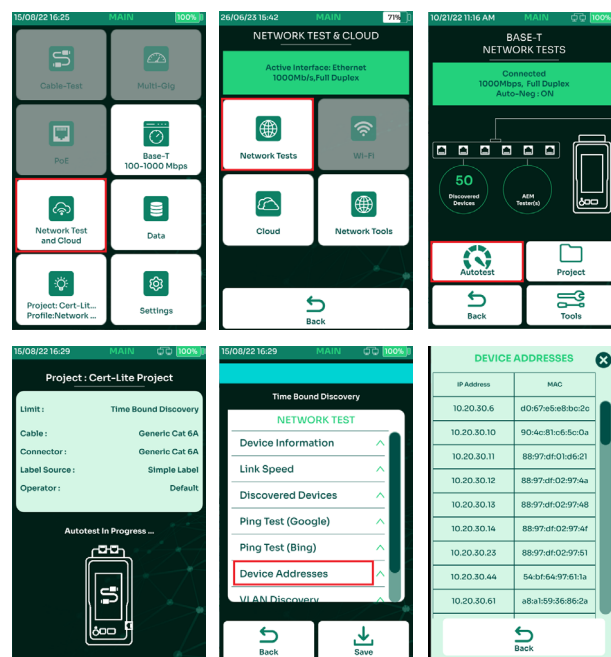 15/08/22 16:25 MAIN 100%
Cable-Test
Multi-Gig
PoE
Base-T
100-1000 Mbps
Network Test
and Cloud
Data
Project: Cert-Lit...
Profile:Network ...
Settings
26/06/23 15:42 MAIN 71%
NETWORK TEST & CLOUD
Active Interface: Ethernet
1000Mb/s,Full Duplex
Network Tests
Wi-Fi
Cloud
Network Tools
Back
10/21/22 11:16 AM MAIN 100%
BASE-T
NETWORK TESTS
Connected
1000Mbps, Full Duplex
Auto-Neg : ON
50
Discovered
Devices
AEM
Tester(s)
Autotest
Project
Back
Tools
15/08/22 16:29 MAIN 100%
Project : Cert-Lite Project
Limit : Time Bound Discovery
Cable : Generic Cat 6A
Connector : Generic Cat 6A
Label Source : Simple Label
Operator : Default
Autotest In Progress ...
15/08/22 16:29 MAIN 100%
Time Bound Discovery
NETWORK TEST
Device Information
Link Speed
Discovered Devices
Ping Test (Google)
Ping Test (Bing)
Device Addresses
VLAN Discovery
Back
Save
DEVICE ADDRESSES
IP Address MAC
10.20.30.6 d0:67:e5:e8:bc:2c
10.20.30.10 90:4c:81:c6:5c:0a
10.20.30.11 88:97:df:01:d6:21
10.20.30.12 88:97:df:02:97:4a
10.20.30.13 88:97:df:02:97:48
10.20.30.14 88:97:df:02:97:4f
10.20.30.23 88:97:df:02:97:51
10.20.30.44 54:bf:64:97:61:1a
10.20.30.61 a8:a1:59:36:86:2a
Back